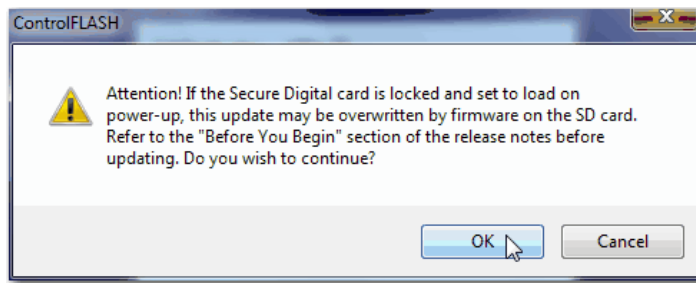 ControlFLASH
Attention! If the Secure Digital card is locked and set to load on
power-up, this update may be overwritten by firmware on the SD card.
Refer to the "Before You Begin" section of the release notes before
updating. Do you wish to continue?
OK
Cancel